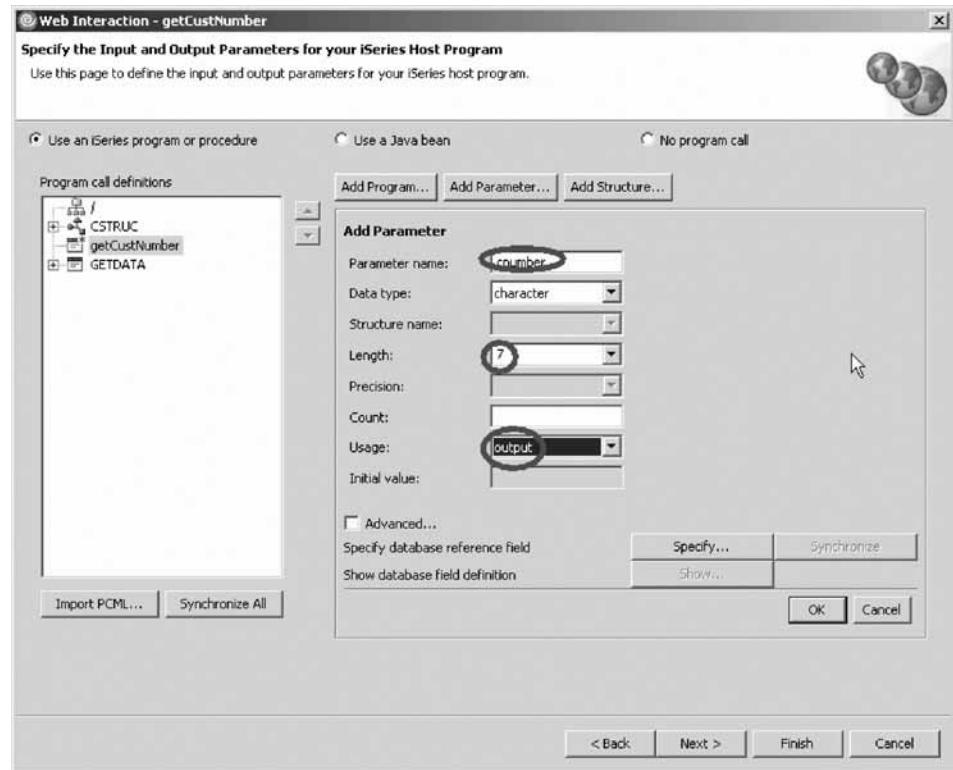 Web Interaction - getCustNumber
Specify the Input and Output Parameters for your iSeries Host Program
Use this page to define the input and output parameters for your iSeries host program.
Use an iSeries program or procedure
Use a Java bean
No program call
Program call definitions
/
CSTRUC
getCustNumber
GETDATA
Import PCML...
Synchronize All
Add Program...
Add Parameter...
Add Structure...
Add Parameter
Parameter name: cnumber
Data type: character
Structure name:
Length: 7
Precision:
Count:
Usage: output
Initial value:
Advanced...
Specify database reference field Specify... Synchronize
Show database field definition Show...
OK Cancel
< Back Next > Finish Cancel